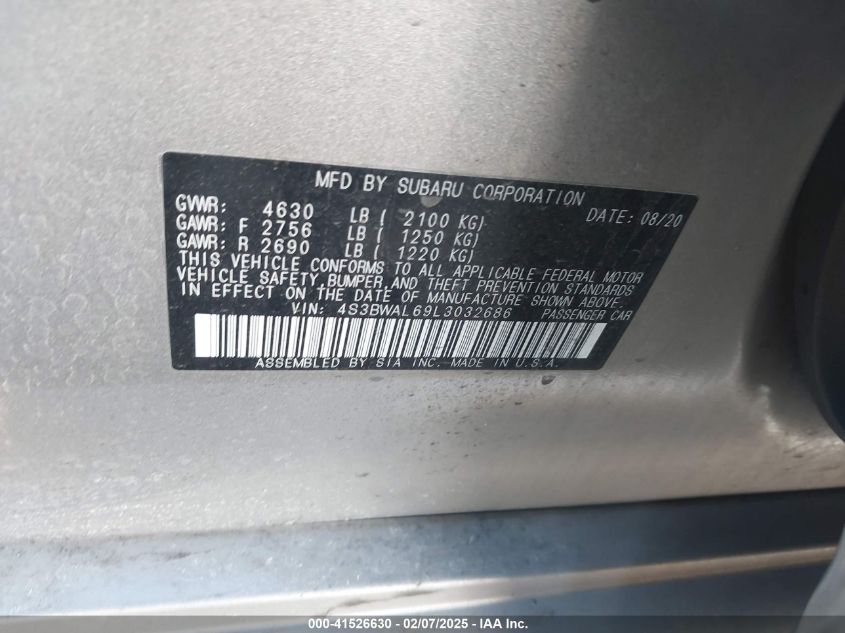 MFD BY SUBARU CORPORATION
GVWR: 4630 LB ( 2100 KG) DATE: 08/20
GAWR: F 2756 LB ( 1250 KG)
GAWR: R 2690 LB ( 1220 KG)
THIS VEHICLE CONFORMS TO ALL APPLICABLE FEDERAL MOTOR
VEHICLE SAFETY, BUMPER, AND THEFT PREVENTION STANDARDS
IN EFFECT ON THE DATE OF MANUFACTURE SHOWN ABOVE.
VIN: 4S3BWAL69L3032686 PASSENGER CAR
ASSEMBLED BY SIA INC.-MADE IN U.S.A.
000-41526630 - 02/07/2025 - IAA Inc.